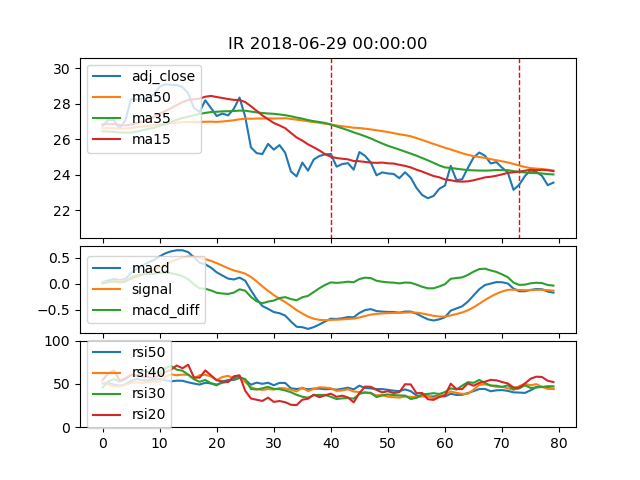 IR 2018-06-29 00:00:00
30
28
26
24
22
adj_close
ma50
ma35
ma15
0.5
0.0
−0.5
macd
signal
macd_diff
100
50
0
rsi50
rsi40
rsi30
rsi20
0 10 20 30 40 50 60 70 80